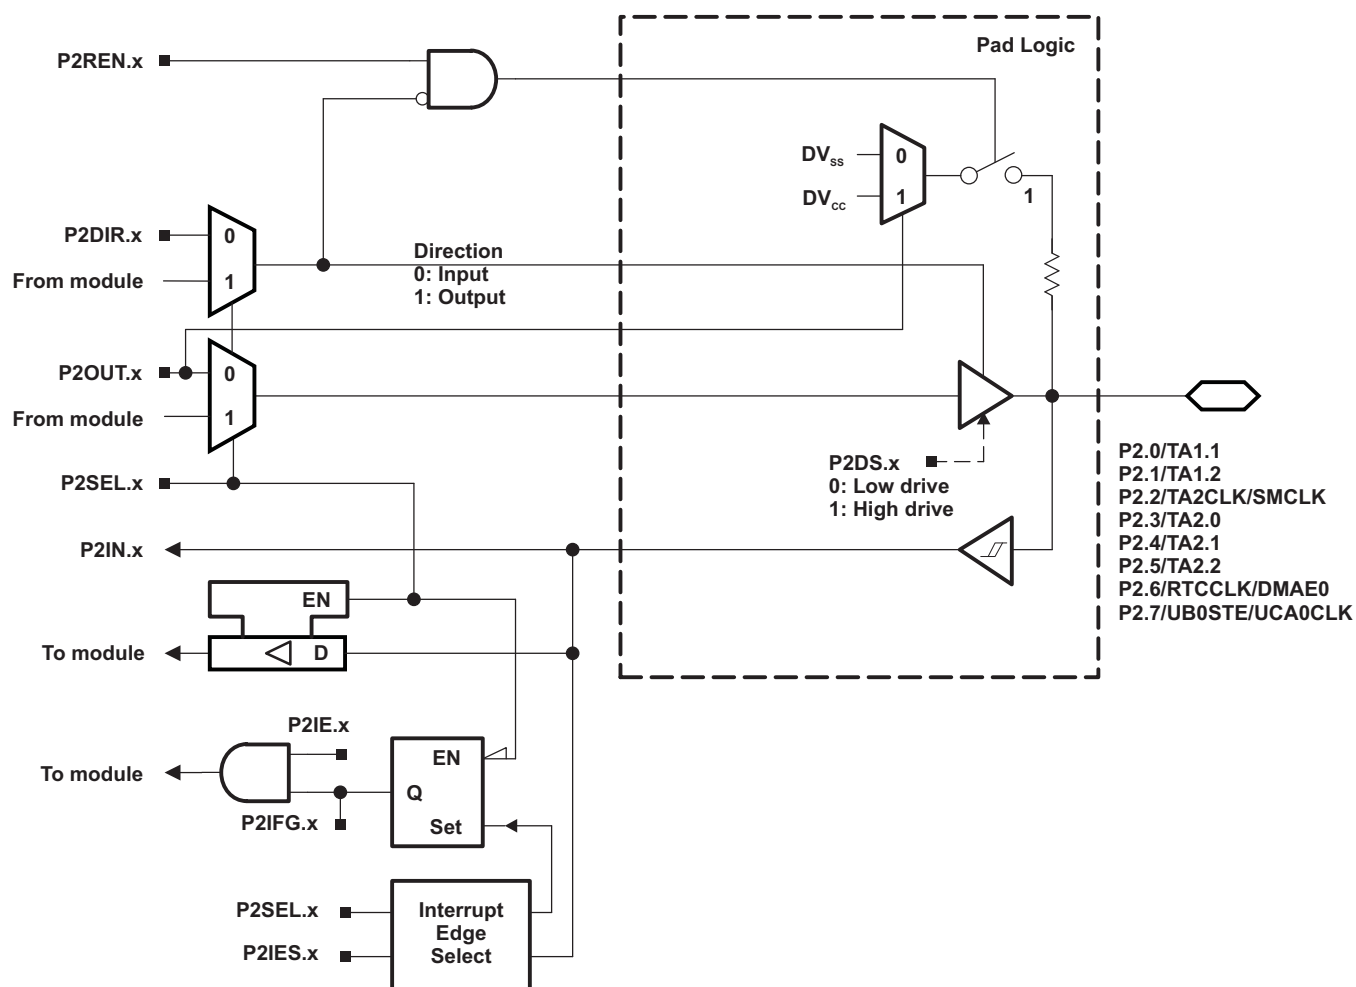 Pad Logic
P2REN.x
DVss
0
DVcc
1
1
P2DIR.x
0
From module
1
Direction
0: Input
1: Output
P2OUT.x
0
From module
1
P2SEL.x
P2DS.x
0: Low drive
1: High drive
P2.0/TA1.1
P2.1/TA1.2
P2.2/TA2CLK/SMCLK
P2.3/TA2.0
P2.4/TA2.1
P2.5/TA2.2
P2.6/RTCCLK/DMAE0
P2.7/UB0STE/UCA0CLK
P2IN.x
EN
To module
D
P2IE.x
EN
To module
Q
P2IFG.x
Set
P2SEL.x
P2IES.x
Interrupt
Edge
Select